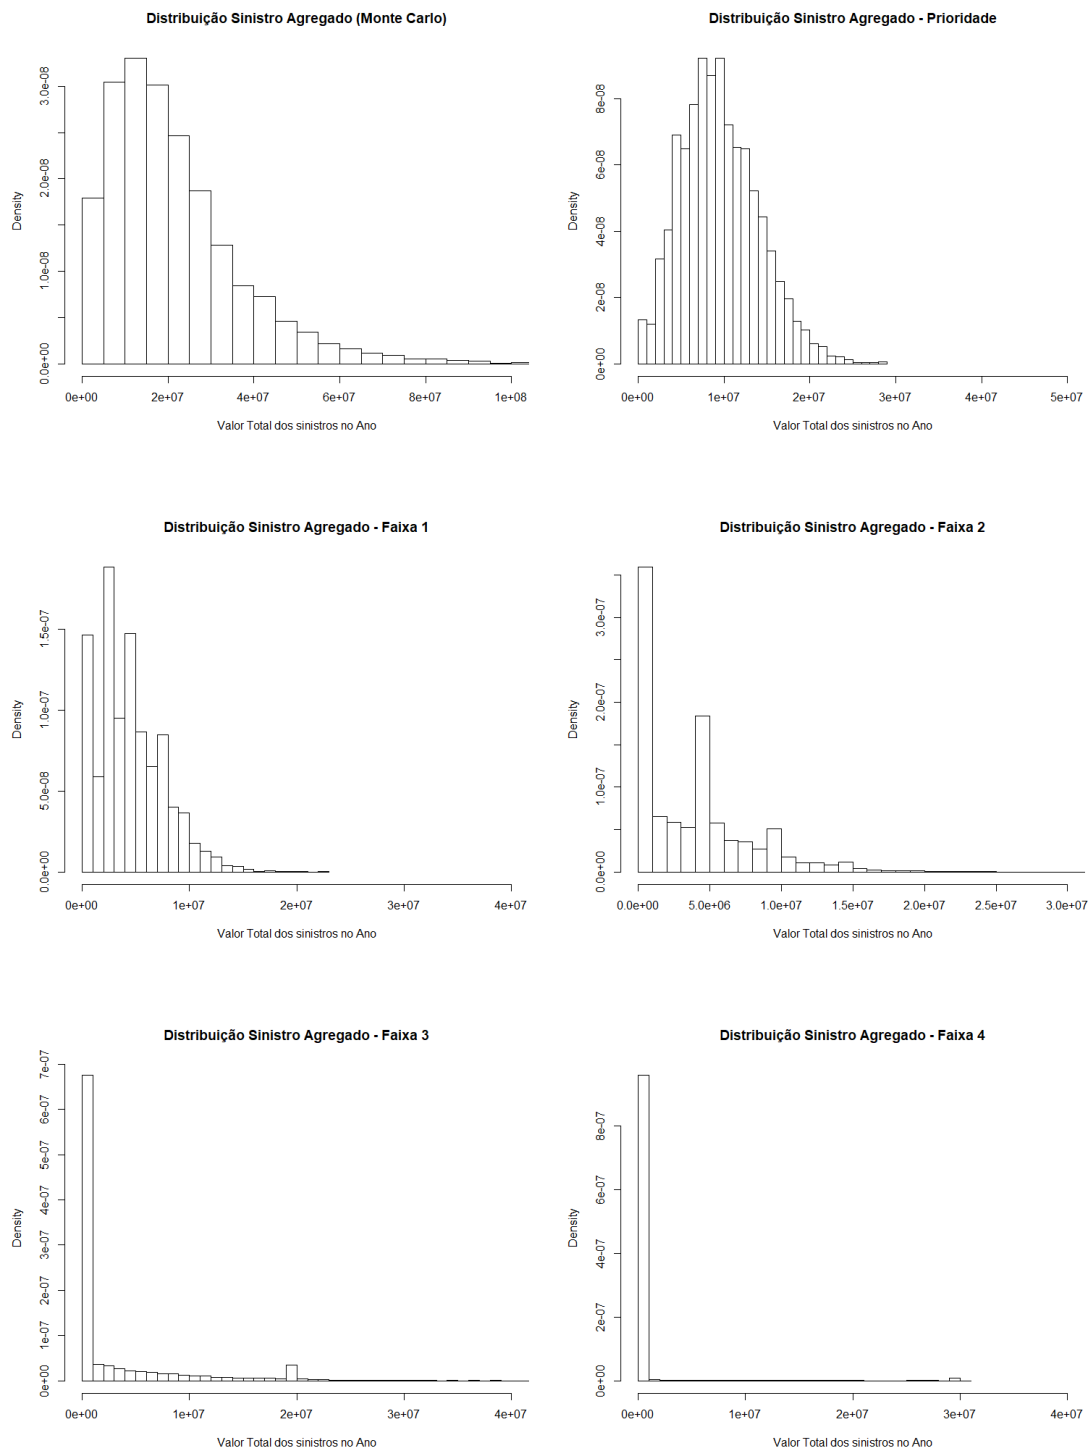 Distribuição Sinistro Agregado (Monte Carlo)
Density
0.0e+00 1.0e-08 2.0e-08 3.0e-08
0e+00 2e+07 4e+07 6e+07 8e+07 1e+08
Valor Total dos sinistros no Ano
Distribuição Sinistro Agregado - Prioridade
Density
0e+00 2e-08 4e-08 6e-08 8e-08
0e+00 1e+07 2e+07 3e+07 4e+07 5e+07
Valor Total dos sinistros no Ano
Distribuição Sinistro Agregado - Faixa 1
Density
0.0e+00 5.0e-08 1.0e-07 1.5e-07
0e+00 1e+07 2e+07 3e+07 4e+07
Valor Total dos sinistros no Ano
Distribuição Sinistro Agregado - Faixa 2
Density
0.0e+00 1.0e-07 2.0e-07 3.0e-07
0.0e+00 5.0e+06 1.0e+07 1.5e+07 2.0e+07 2.5e+07 3.0e+07
Valor Total dos sinistros no Ano
Distribuição Sinistro Agregado - Faixa 3
Density
0e+00 1e-07 2e-07 3e-07 4e-07 5e-07 6e-07 7e-07
0e+00 1e+07 2e+07 3e+07 4e+07
Valor Total dos sinistros no Ano
Distribuição Sinistro Agregado - Faixa 4
Density
0e+00 2e-07 4e-07 6e-07 8e-07
0e+00 1e+07 2e+07 3e+07 4e+07
Valor Total dos sinistros no Ano